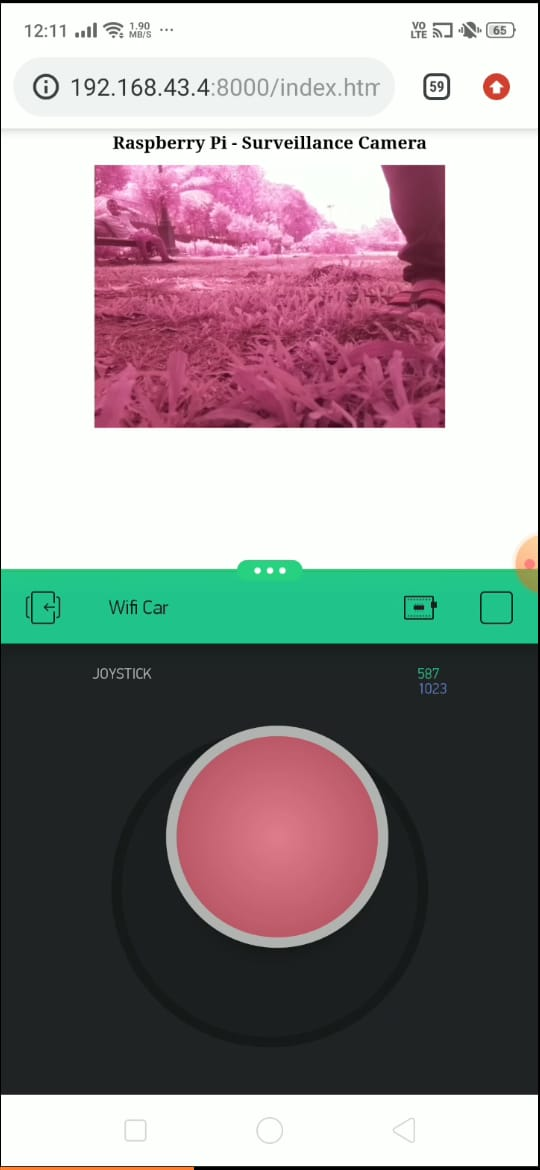 12:11 1.90 MB/S ... VO LTE 65
192.168.43.4:8000/index.htm 59
Raspberry Pi - Surveillance Camera
Wifi Car
JOYSTICK 587
1023